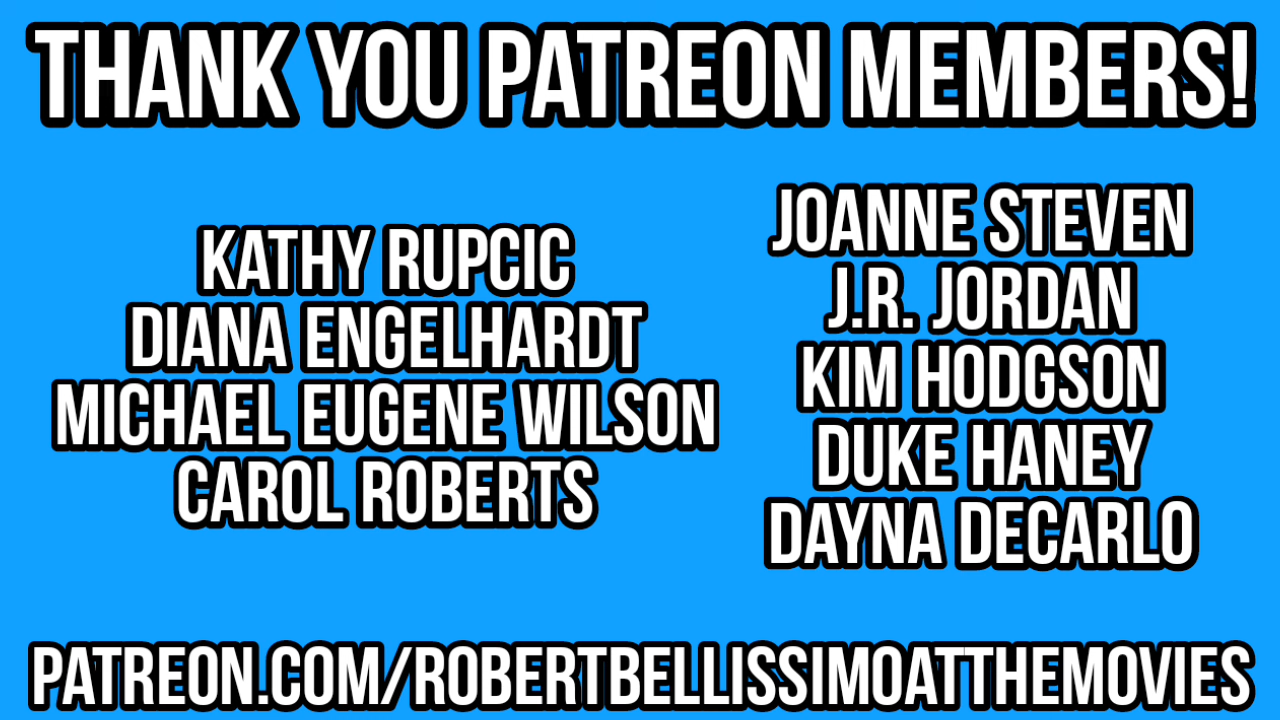 THANK YOU PATREON MEMBERS!
KATHY RUPCIC
DIANA ENGELHARDT
MICHAEL EUGENE WILSON
CAROL ROBERTS
JOANNE STEVEN
J.R. JORDAN
KIM HODGSON
DUKE HANEY
DAYNA DECARLO
PATREON.COM/ROBERTBELLISSIMOATTHEMOVIES